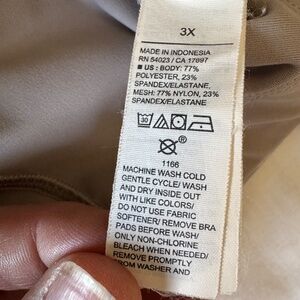 3X
MADE IN INDONESIA
RN 54023 / CA 17897
■ US : BODY: 77%
POLYESTER, 23%
SPANDEX/ELASTANE,
MESH: 77% NYLON, 23%
SPANDEX/ELASTANE
30
®
1166
MACHINE WASH COLD
GENTLE CYCLE/ WASH
AND DRY INSIDE OUT
WITH LIKE COLORS/
DO NOT USE FABRIC
SOFTENER/ REMOVE BRA
PADS BEFORE WASH/
ONLY NON-CHLORINE
BLEACH WHEN NEEDED/
REMOVE PROMPTLY
FROM WASHER AND